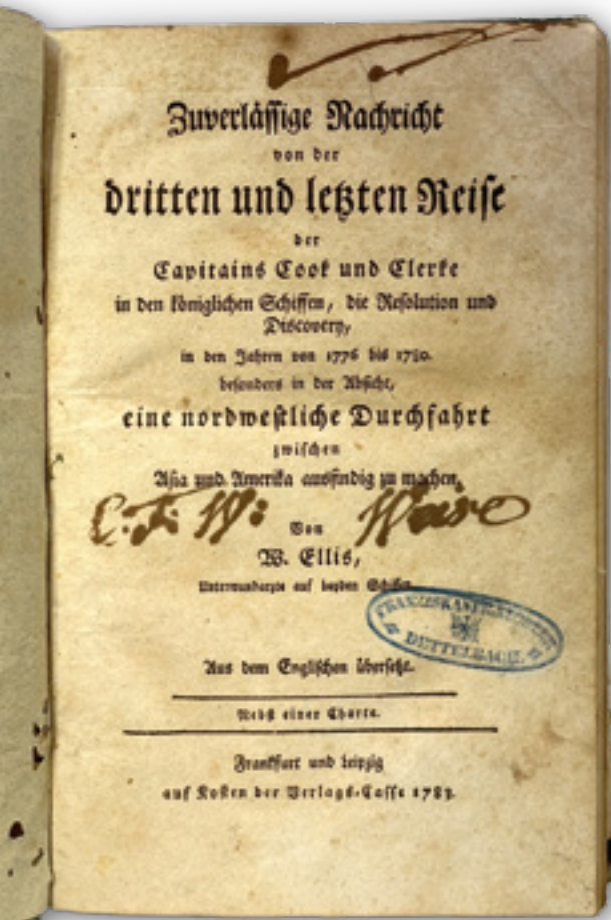 Zuverlässige Nachricht
von der
dritten und letzten Reise
der
Capitains Cook und Clerke
in den königlichen Schiffen, die Resolution und
Discovery,
in den Jahren von 1776 bis 1780.
besonders in der Absicht,
eine nordwestliche Durchfahrt
zwischen
Asia und Amerika ausfindig zu machen,
C. F. W: Weise
Von
W. Ellis,
Unterwundarzte auf beyden Schiffen.
FRANZISKANERKLOSTER
DETTELBACH
Aus dem Englischen übersetzt.
Nebst einer Charte.
Frankfurt und Leipzig
auf Kosten der Verlags-Casse 1783.